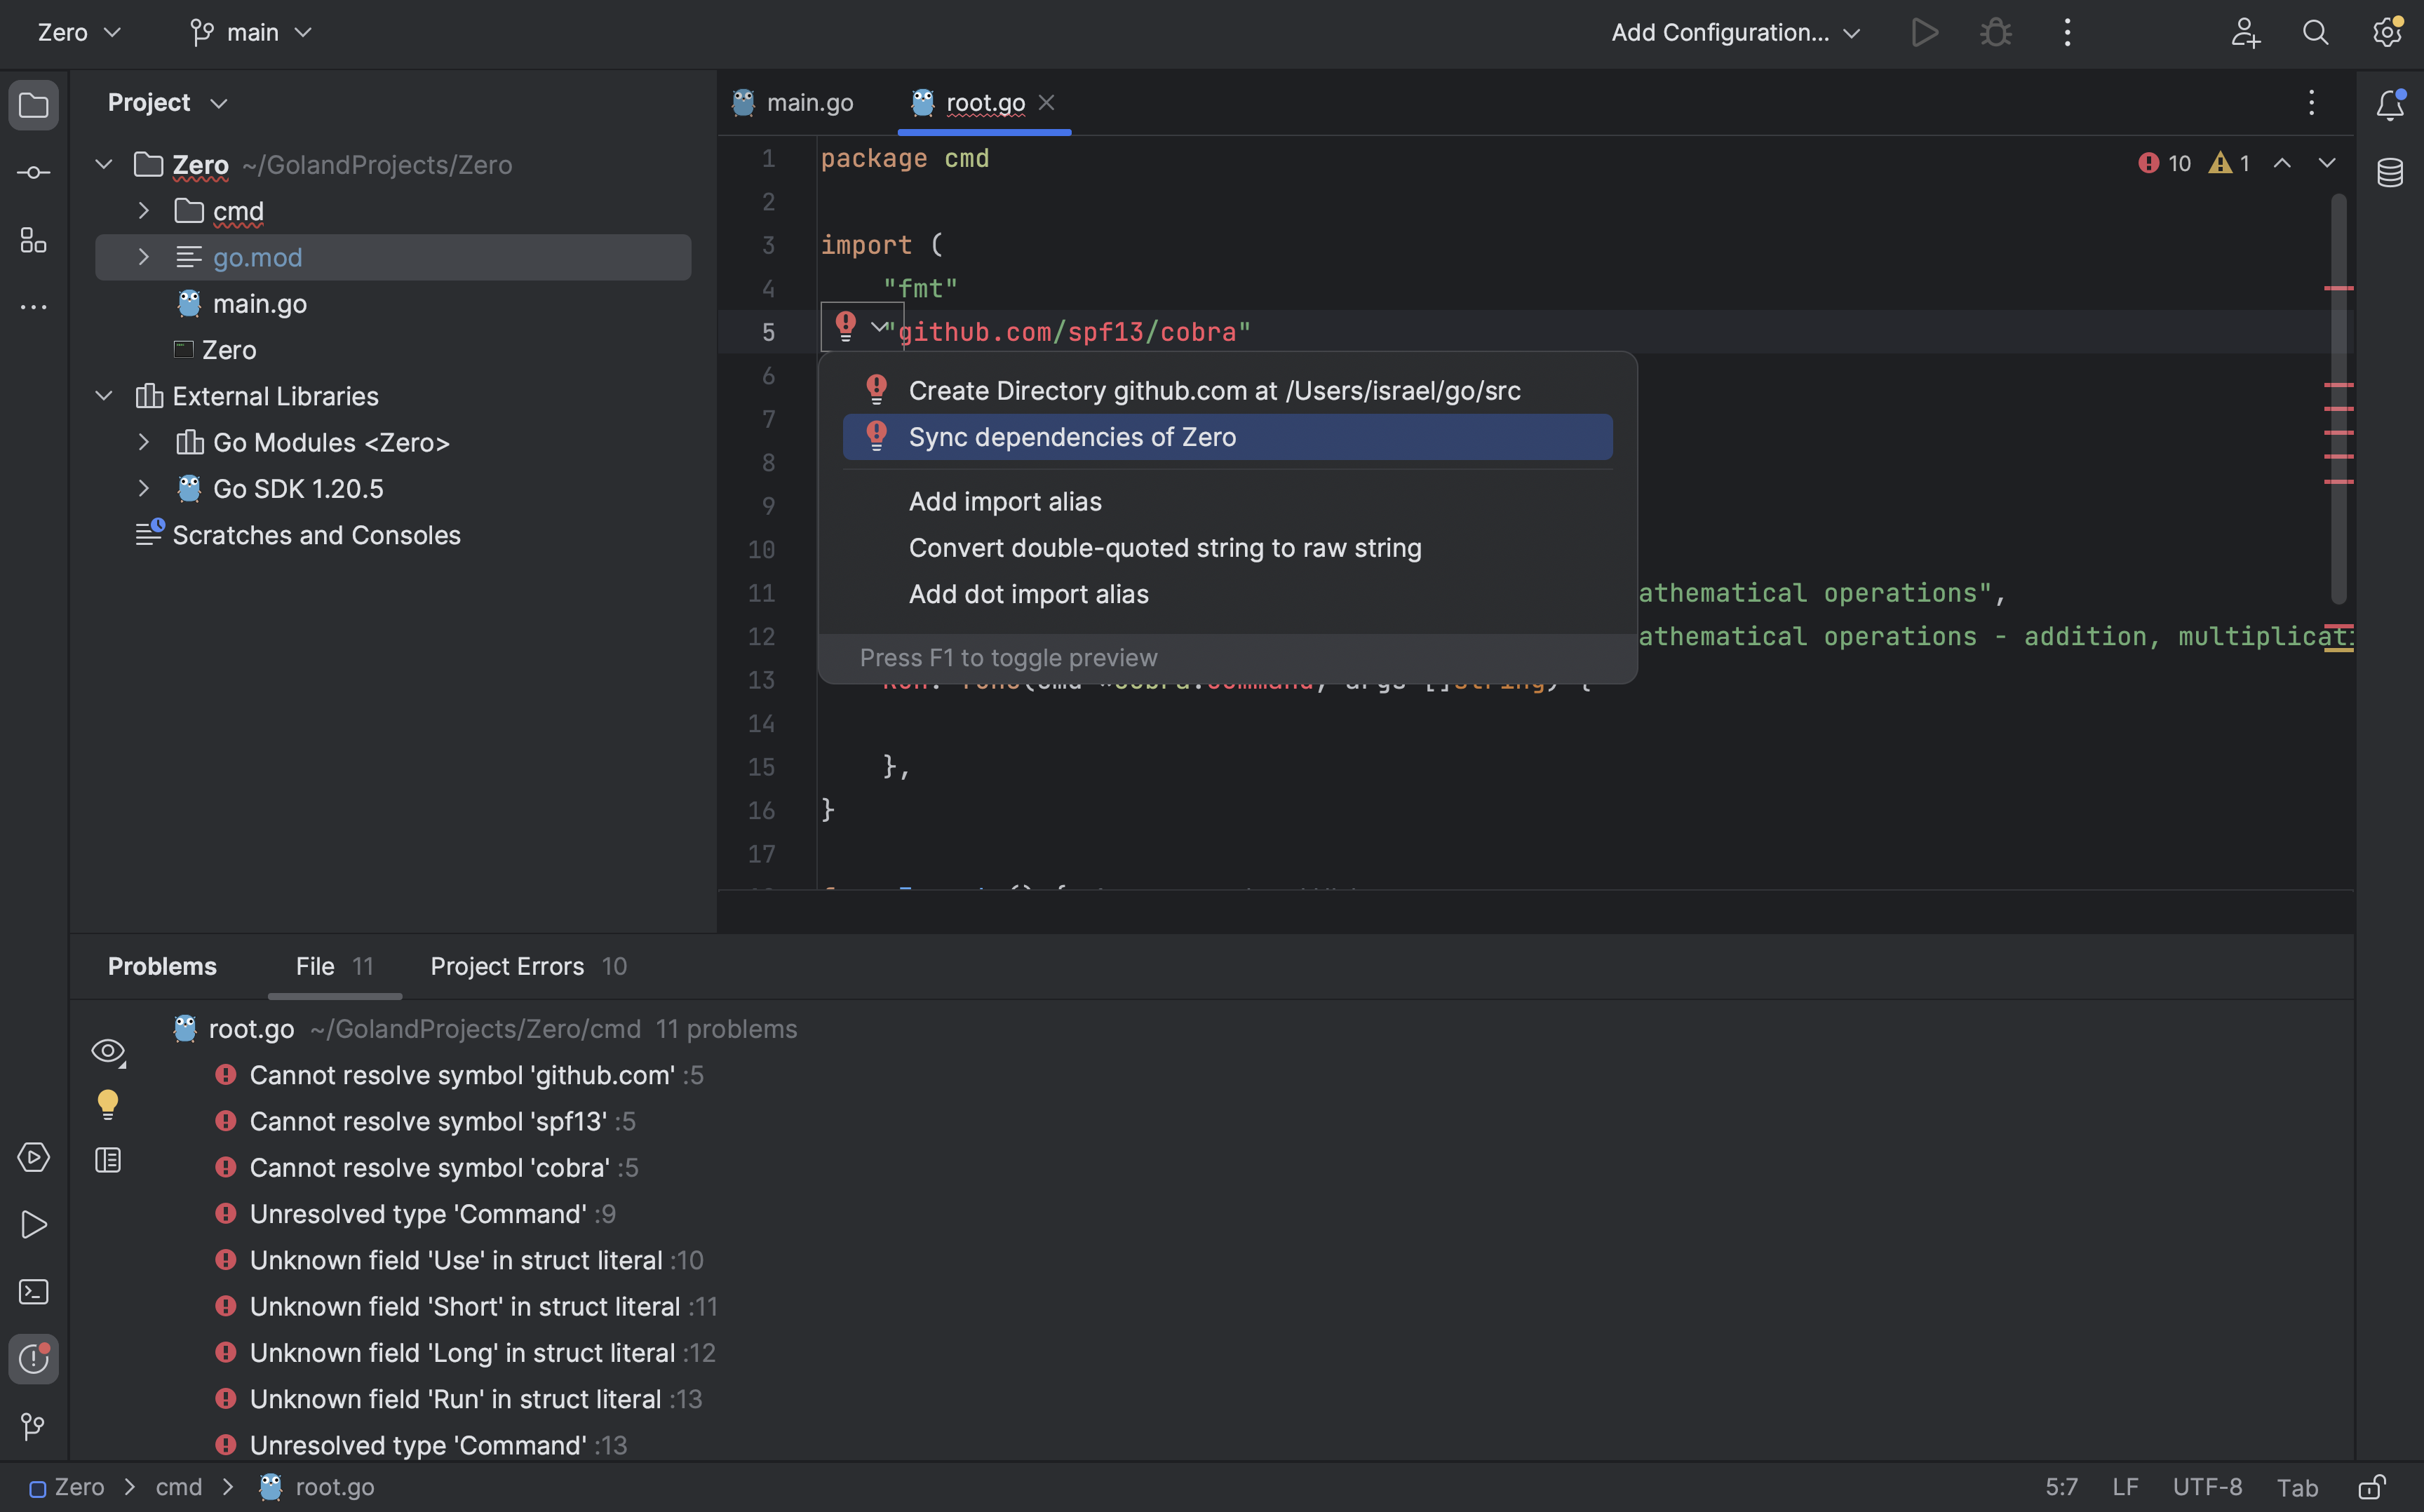 Zero
main
Add Configuration...
Project
Zero ~/GolandProjects/Zero
cmd
go.mod
main.go
Zero
External Libraries
Go Modules <Zero>
Go SDK 1.20.5
Scratches and Consoles
main.go
root.go
10
1
1 package cmd
2
3 import (
4 "fmt"
5 "github.com/spf13/cobra"
6
7
8
9
10
11 athematical operations",
12 athematical operations - addition, multiplicati
13
14
15 },
16 }
17
Create Directory github.com at /Users/israel/go/src
Sync dependencies of Zero
Add import alias
Convert double-quoted string to raw string
Add dot import alias
Press F1 to toggle preview
Problems
File 11
Project Errors 10
root.go ~/GolandProjects/Zero/cmd 11 problems
Cannot resolve symbol 'github.com' :5
Cannot resolve symbol 'spf13' :5
Cannot resolve symbol 'cobra' :5
Unresolved type 'Command' :9
Unknown field 'Use' in struct literal :10
Unknown field 'Short' in struct literal :11
Unknown field 'Long' in struct literal :12
Unknown field 'Run' in struct literal :13
Unresolved type 'Command' :13
Zero > cmd > root.go
5:7 LF UTF-8 Tab